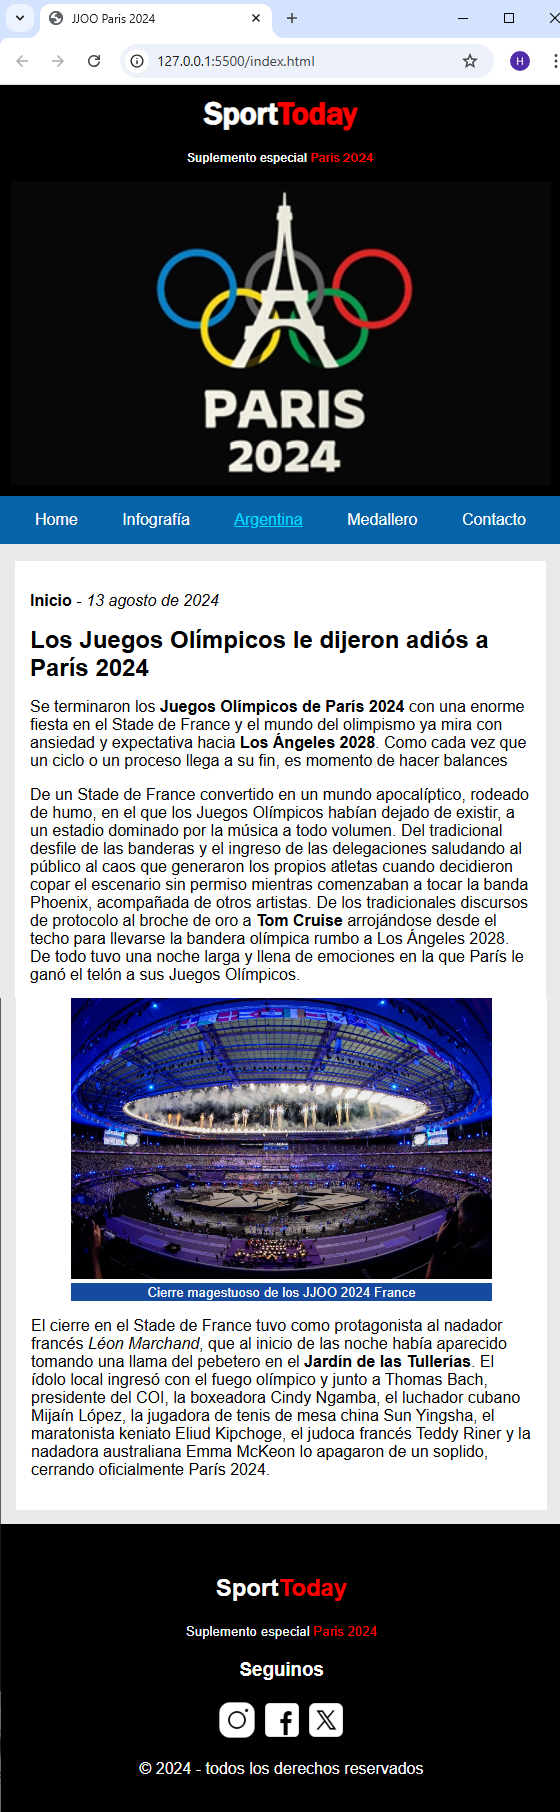 JJOO Paris 2024
127.0.0.1:5500/index.html
H
SportToday
Suplemento especial Paris 2024
PARIS
2024
Home Infografía Argentina Medallero Contacto
Inicio - 13 agosto de 2024
Los Juegos Olímpicos le dijeron adiós a
París 2024
Se terminaron los Juegos Olímpicos de París 2024 con una enorme
fiesta en el Stade de France y el mundo del olimpismo ya mira con
ansiedad y expectativa hacia Los Ángeles 2028. Como cada vez que
un ciclo o un proceso llega a su fin, es momento de hacer balances
De un Stade de France convertido en un mundo apocalíptico, rodeado
de humo, en el que los Juegos Olímpicos habían dejado de existir, a
un estadio dominado por la música a todo volumen. Del tradicional
desfile de las banderas y el ingreso de las delegaciones saludando al
público al caos que generaron los propios atletas cuando decidieron
copar el escenario sin permiso mientras comenzaban a tocar la banda
Phoenix, acompañada de otros artistas. De los tradicionales discursos
de protocolo al broche de oro a Tom Cruise arrojándose desde el
techo para llevarse la bandera olímpica rumbo a Los Ángeles 2028.
De todo tuvo una noche larga y llena de emociones en la que París le
ganó el telón a sus Juegos Olímpicos.
Cierre magestuoso de los JJOO 2024 France
El cierre en el Stade de France tuvo como protagonista al nadador
francés Léon Marchand, que al inicio de las noche había aparecido
tomando una llama del pebetero en el Jardín de las Tullerías. El
ídolo local ingresó con el fuego olímpico y junto a Thomas Bach,
presidente del COI, la boxeadora Cindy Ngamba, el luchador cubano
Mijaín López, la jugadora de tenis de mesa china Sun Yingsha, el
maratonista keniato Eliud Kipchoge, el judoca francés Teddy Riner y la
nadadora australiana Emma McKeon lo apagaron de un soplido,
cerrando oficialmente París 2024.
SportToday
Suplemento especial Paris 2024
Seguinos
© 2024 - todos los derechos reservados